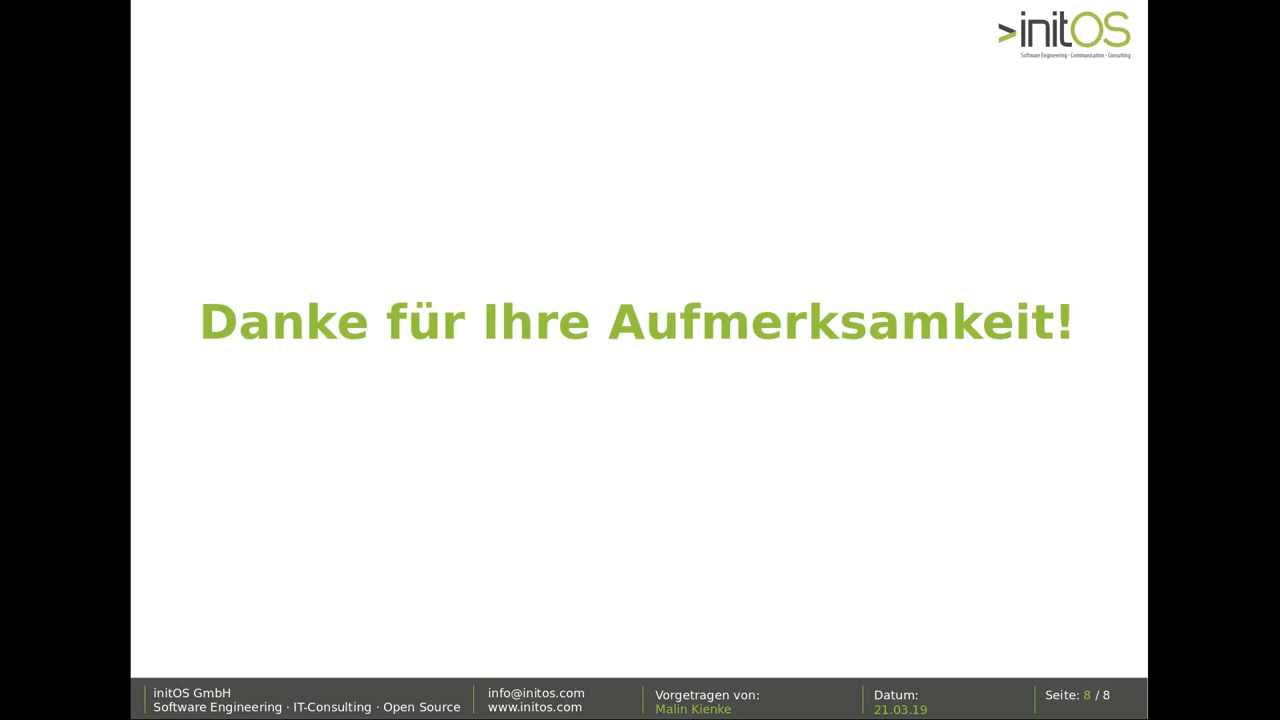 >initOS
Software Engineering · Communication · Consulting
Danke für Ihre Aufmerksamkeit!
initOS GmbH
Software Engineering · IT-Consulting · Open Source
info@initos.com
www.initos.com
Vorgetragen von:
Malin Kienke
Datum:
21.03.19
Seite: 8 / 8